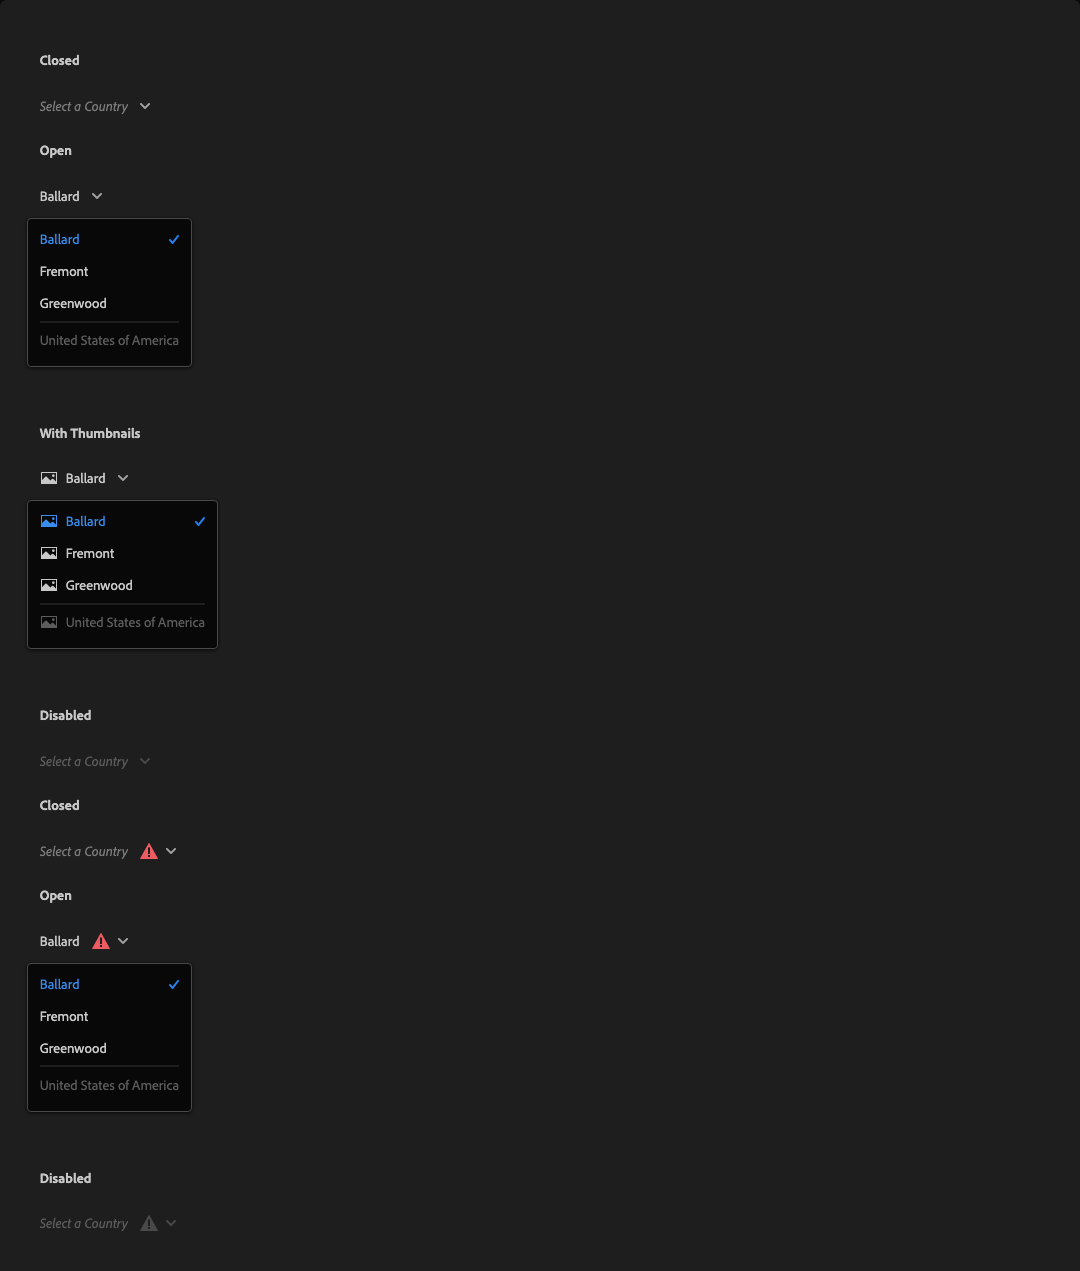 Closed
Select a Country
Open
Ballard
Ballard
Fremont
Greenwood
United States of America
With Thumbnails
Ballard
Ballard
Fremont
Greenwood
United States of America
Disabled
Select a Country
Closed
Select a Country
Open
Ballard
Ballard
Fremont
Greenwood
United States of America
Disabled
Select a Country